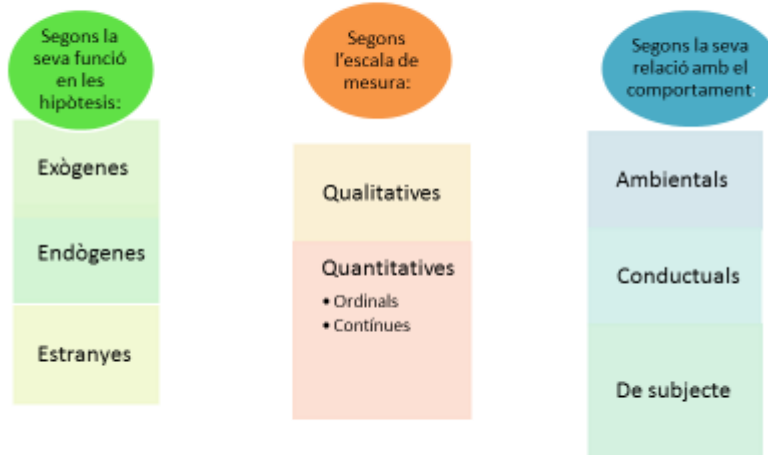 Segons la
seva funció
en les
hipòtesis:
Exògenes
Endògenes
Estranyes
Segons
l'escala de
mesura:
Qualitatives
Quantitatives
• Ordinals
• Contínues
Segons la seva
relació amb el
comportament:
Ambientals
Conductuals
De subjecte